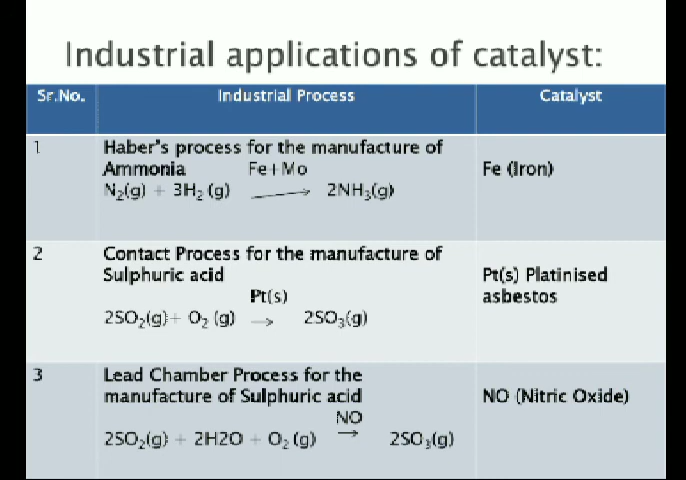 Industrial applications of catalyst:
Sr.No. Industrial Process Catalyst
1 Haber's process for the manufacture of
Ammonia Fe+Mo Fe (Iron)
N₂(g) + 3H₂ (g) ⟶ 2NH₃(g)
2 Contact Process for the manufacture of
Sulphuric acid Pt(s) Platinised
Pt(s) asbestos
2SO₂(g)+ O₂ (g) → 2SO₃(g)
3 Lead Chamber Process for the
manufacture of Sulphuric acid NO (Nitric Oxide)
NO
2SO₂(g) + 2H2O + O₂ (g) → 2SO₃(g)